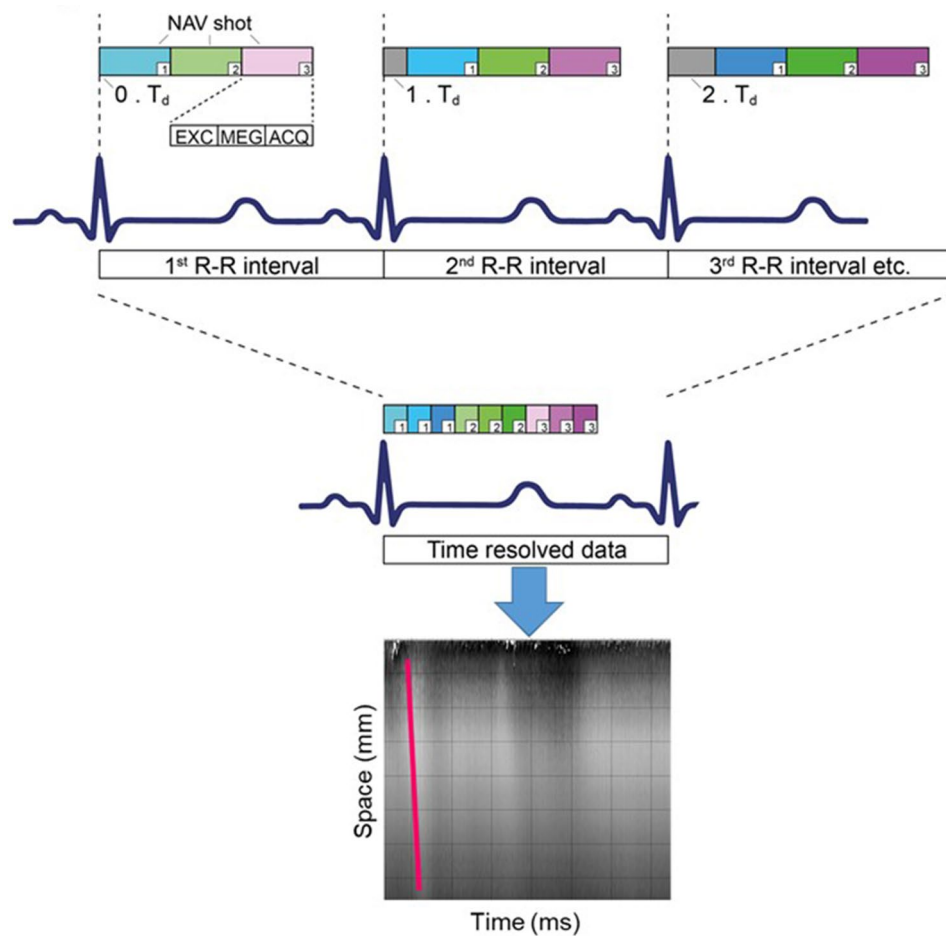 NAV shot
1 2 3 1 2 3 1 2 3
0 . Td 1 . Td 2 . Td
EXC MEG ACQ
1st R-R interval 2nd R-R interval 3rd R-R interval etc.
1 1 1 2 2 2 3 3 3
Time resolved data
Space (mm)
Time (ms)